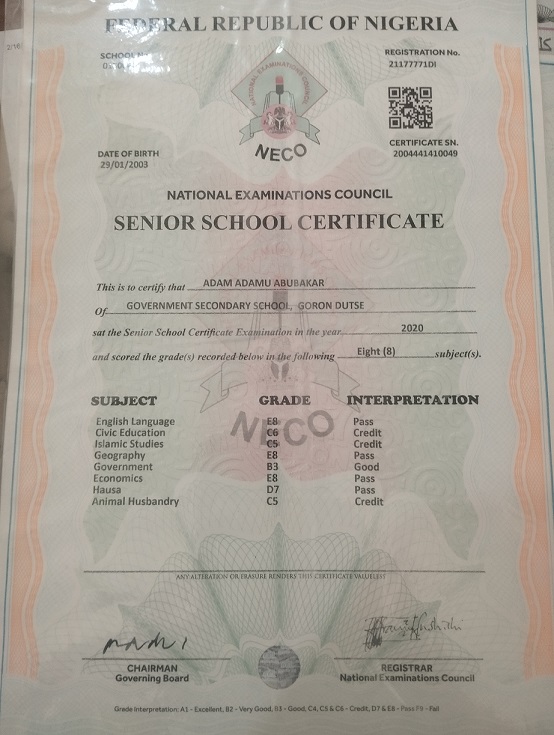 2/16
FEDERAL REPUBLIC OF NIGERIA
REGISTRATION No.
21177771DI
NATIONAL EXAMINATIONS COUNCIL
NECO
DATE OF BIRTH
29/01/2003
CERTIFICATE SN.
2004441410049
NATIONAL EXAMINATIONS COUNCIL
SENIOR SCHOOL CERTIFICATE
This is to certify that ADAM ADAMU ABUBAKAR
Of GOVERNMENT SECONDARY SCHOOL, GORON DUTSE
sat the Senior School Certificate Examination in the year 2020
and scored the grade(s) recorded below in the following Eight (8) subject(s).
SUBJECT GRADE INTERPRETATION
English Language E8 Pass
Civic Education C6 Credit
Islamic Studies C5 Credit
Geography E8 Pass
Government B3 Good
Economics E8 Pass
Hausa D7 Pass
Animal Husbandry C5 Credit
NECO
ANY ALTERATION OR ERASURE RENDERS THIS CERTIFICATE VALUELESS
CHAIRMAN
Governing Board
REGISTRAR
National Examinations Council
Grade Interpretation: A1 - Excellent, B2 - Very Good, B3 - Good, C4, C5 & C6 - Credit, D7 & E8 - Pass F9 - Fail